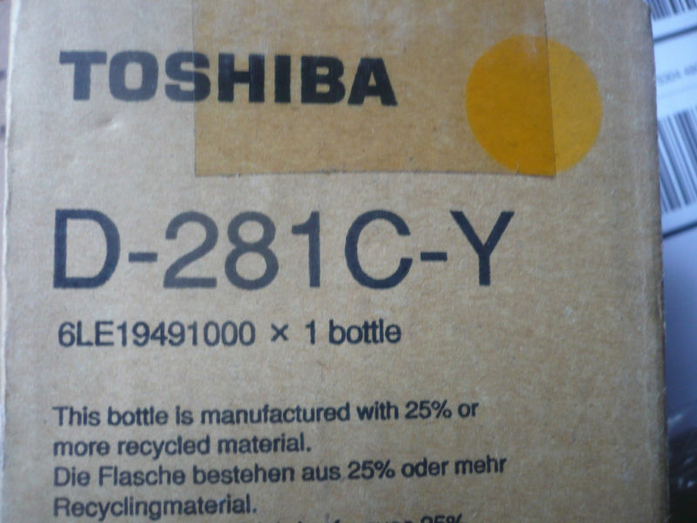 TOSHIBA
D-281C-Y
6LE19491000 × 1 bottle
This bottle is manufactured with 25% or
more recycled material.
Die Flasche bestehen aus 25% oder mehr
Recyclingmaterial.
25%